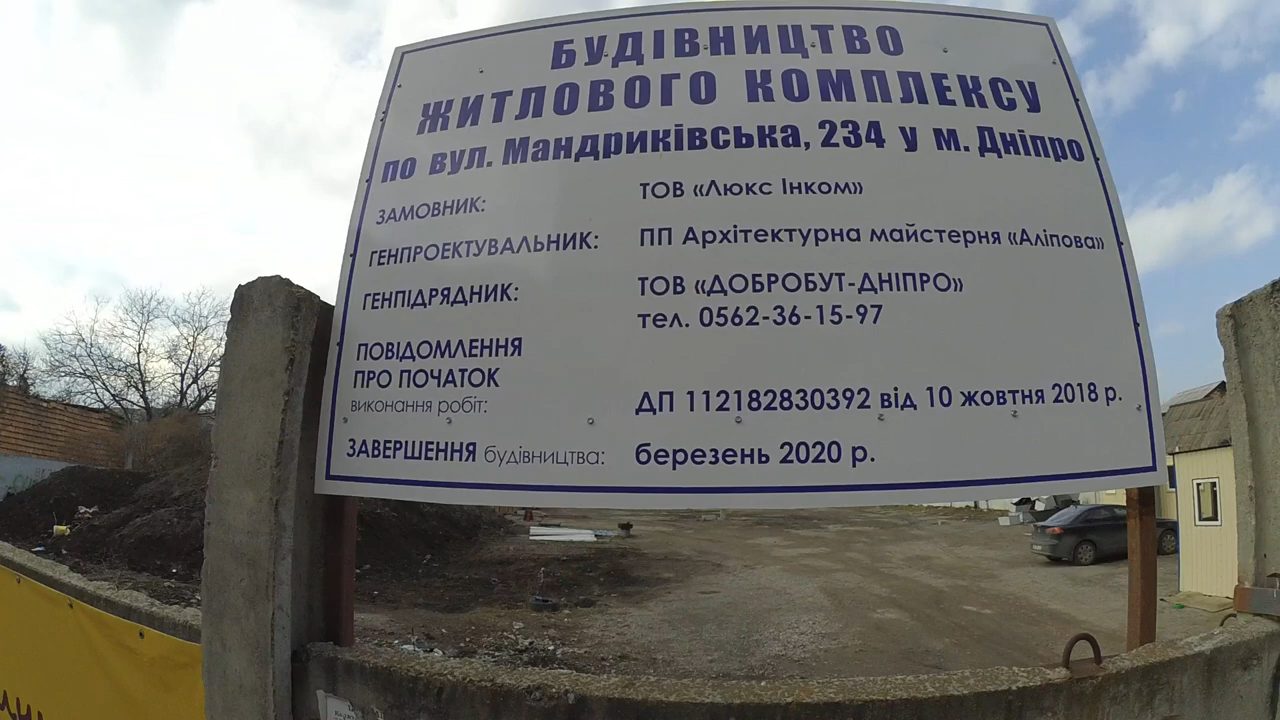 БУДІВНИЦТВО
ЖИТЛОВОГО КОМПЛЕКСУ
по вул. Мандриківська, 234 у м. Дніпро
ЗАМОВНИК: ТОВ «Люкс Інком»
ГЕНПРОЕКТУВАЛЬНИК: ПП Архітектурна майстерня «Аліпова»
ГЕНПІДРЯДНИК: ТОВ «ДОБРОБУТ-ДНІПРО»
тел. 0562-36-15-97
ПОВІДОМЛЕННЯ
ПРО ПОЧАТОК
виконання робіт: ДП 112182830392 від 10 жовтня 2018 р.
ЗАВЕРШЕННЯ будівництва: березень 2020 р.